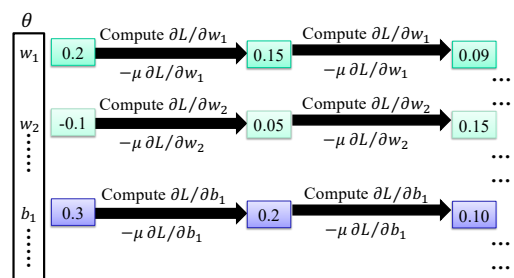 θ
Compute ∂L/∂w₁ Compute ∂L/∂w₁
w₁ 0.2 0.15 0.09
−μ ∂L/∂w₁ −μ ∂L/∂w₁
……
Compute ∂L/∂w₂ Compute ∂L/∂w₂
w₂ -0.1 0.05 0.15
−μ ∂L/∂w₂ −μ ∂L/∂w₂
……
Compute ∂L/∂b₁ Compute ∂L/∂b₁
b₁ 0.3 0.2 0.10
−μ ∂L/∂b₁ −μ ∂L/∂b₁
……